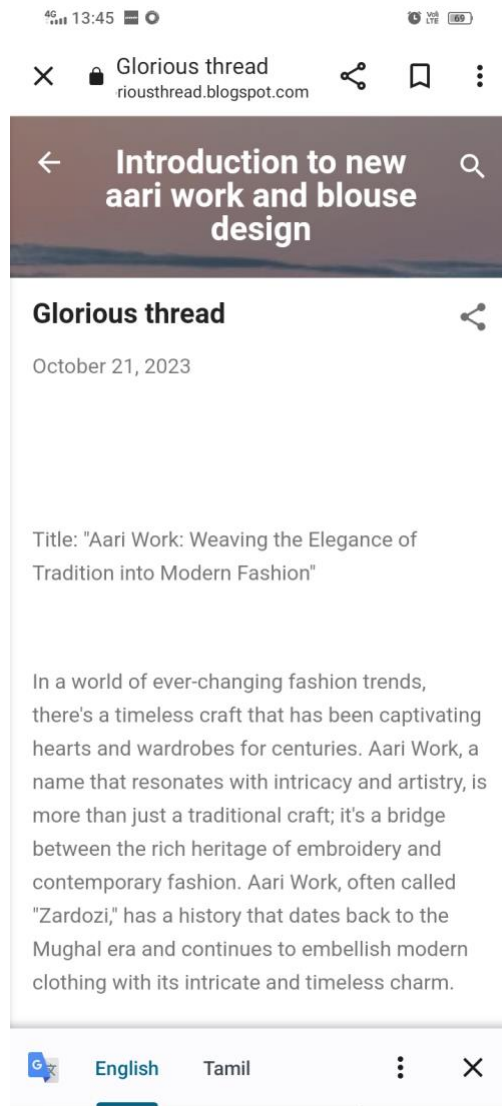 4G 13:45
VoB LTE 69
Glorious thread
riousthread.blogspot.com
Introduction to new
aari work and blouse
design
Glorious thread
October 21, 2023
Title: "Aari Work: Weaving the Elegance of
Tradition into Modern Fashion"
In a world of ever-changing fashion trends,
there's a timeless craft that has been captivating
hearts and wardrobes for centuries. Aari Work, a
name that resonates with intricacy and artistry, is
more than just a traditional craft; it's a bridge
between the rich heritage of embroidery and
contemporary fashion. Aari Work, often called
"Zardozi," has a history that dates back to the
Mughal era and continues to embellish modern
clothing with its intricate and timeless charm.
G 文 English Tamil